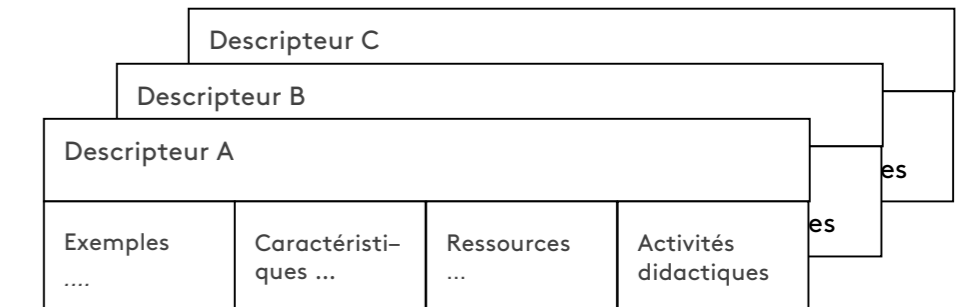 Descripteur C
Descripteur B
Descripteur A
es
es
Exemples
....
Caractéristi–
ques ...
Ressources
...
Activités
didactiques